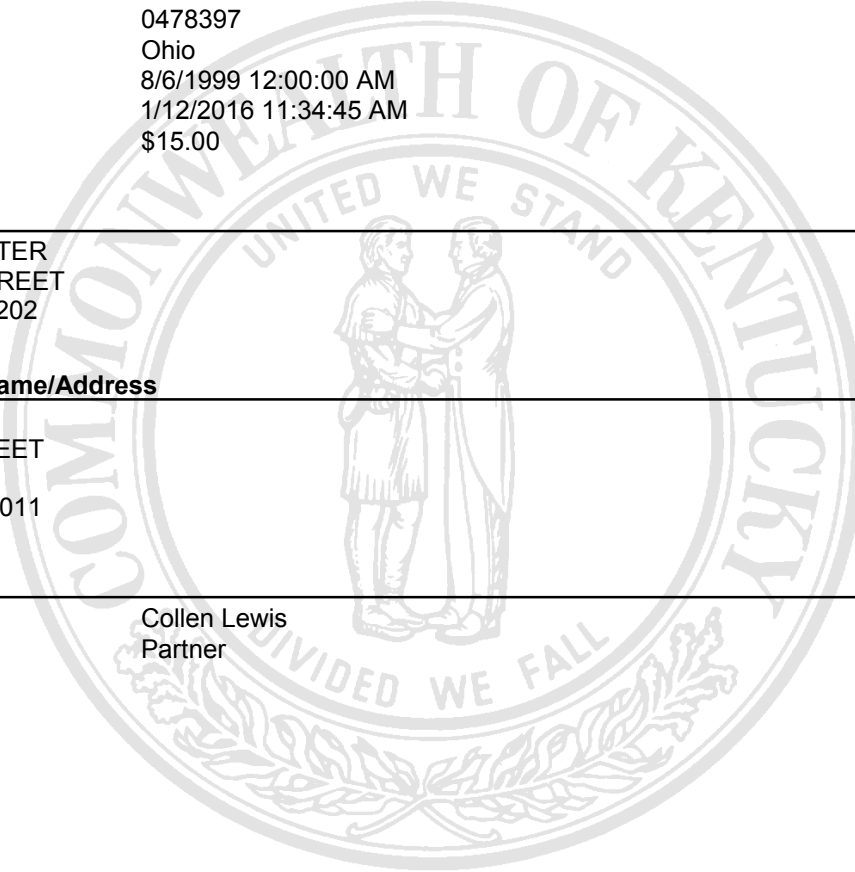 0478397
Ohio
8/6/1999 12:00:00 AM
1/12/2016 11:34:45 AM
$15.00
TER
REET
202
ame/Address
EET
011
Collen Lewis
Partner
COMMONWEALTH OF KENTUCKY
UNITED WE STAND
DIVIDED WE FALL